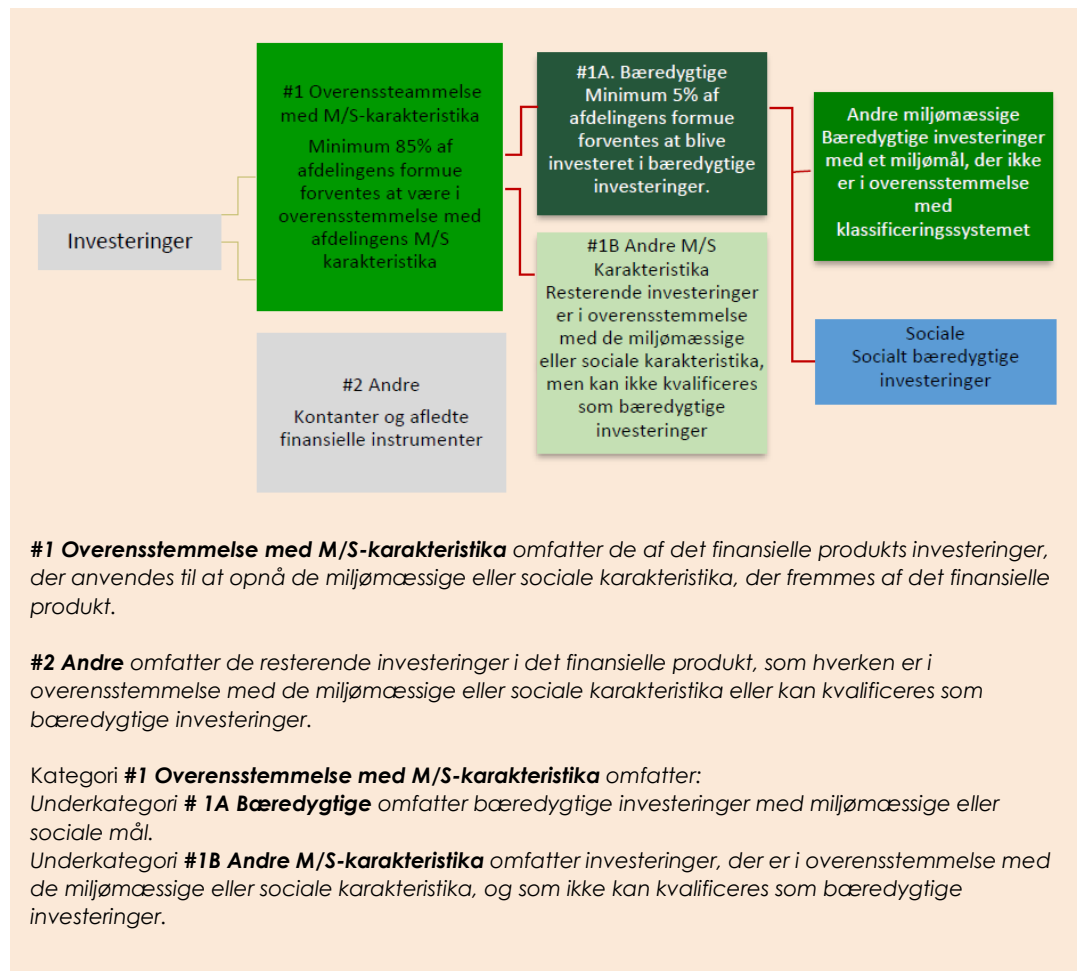 Investeringer
#1 Overenssteammelse
med M/S-karakteristika
Minimum 85% af
afdelingens formue
forventes at være i
overensstemmelse med
afdelingens M/S
karakteristika
#2 Andre
Kontanter og afledte
finansielle instrumenter
#1A. Bæredygtige
Minimum 5% af
afdelingens formue
forventes at blive
investeret i bæredygtige
investeringer.
#1B Andre M/S
Karakteristika
Resterende investeringer
er i overensstemmelse
med de miljømæssige
eller sociale karakteristika,
men kan ikke kvalificeres
som bæredygtige
investeringer
Andre miljømæssige
Bæredygtige investeringer
med et miljømål, der ikke
er i overensstemmelse
med
klassificeringssystemet
Sociale
Socialt bæredygtige
investeringer
#1 Overensstemmelse med M/S-karakteristika omfatter de af det finansielle produkts investeringer,
der anvendes til at opnå de miljømæssige eller sociale karakteristika, der fremmes af det finansielle
produkt.
#2 Andre omfatter de resterende investeringer i det finansielle produkt, som hverken er i
overensstemmelse med de miljømæssige eller sociale karakteristika eller kan kvalificeres som
bæredygtige investeringer.
Kategori #1 Overensstemmelse med M/S-karakteristika omfatter:
Underkategori # 1A Bæredygtige omfatter bæredygtige investeringer med miljømæssige eller
sociale mål.
Underkategori #1B Andre M/S-karakteristika omfatter investeringer, der er i overensstemmelse med
de miljømæssige eller sociale karakteristika, og som ikke kan kvalificeres som bæredygtige
investeringer.